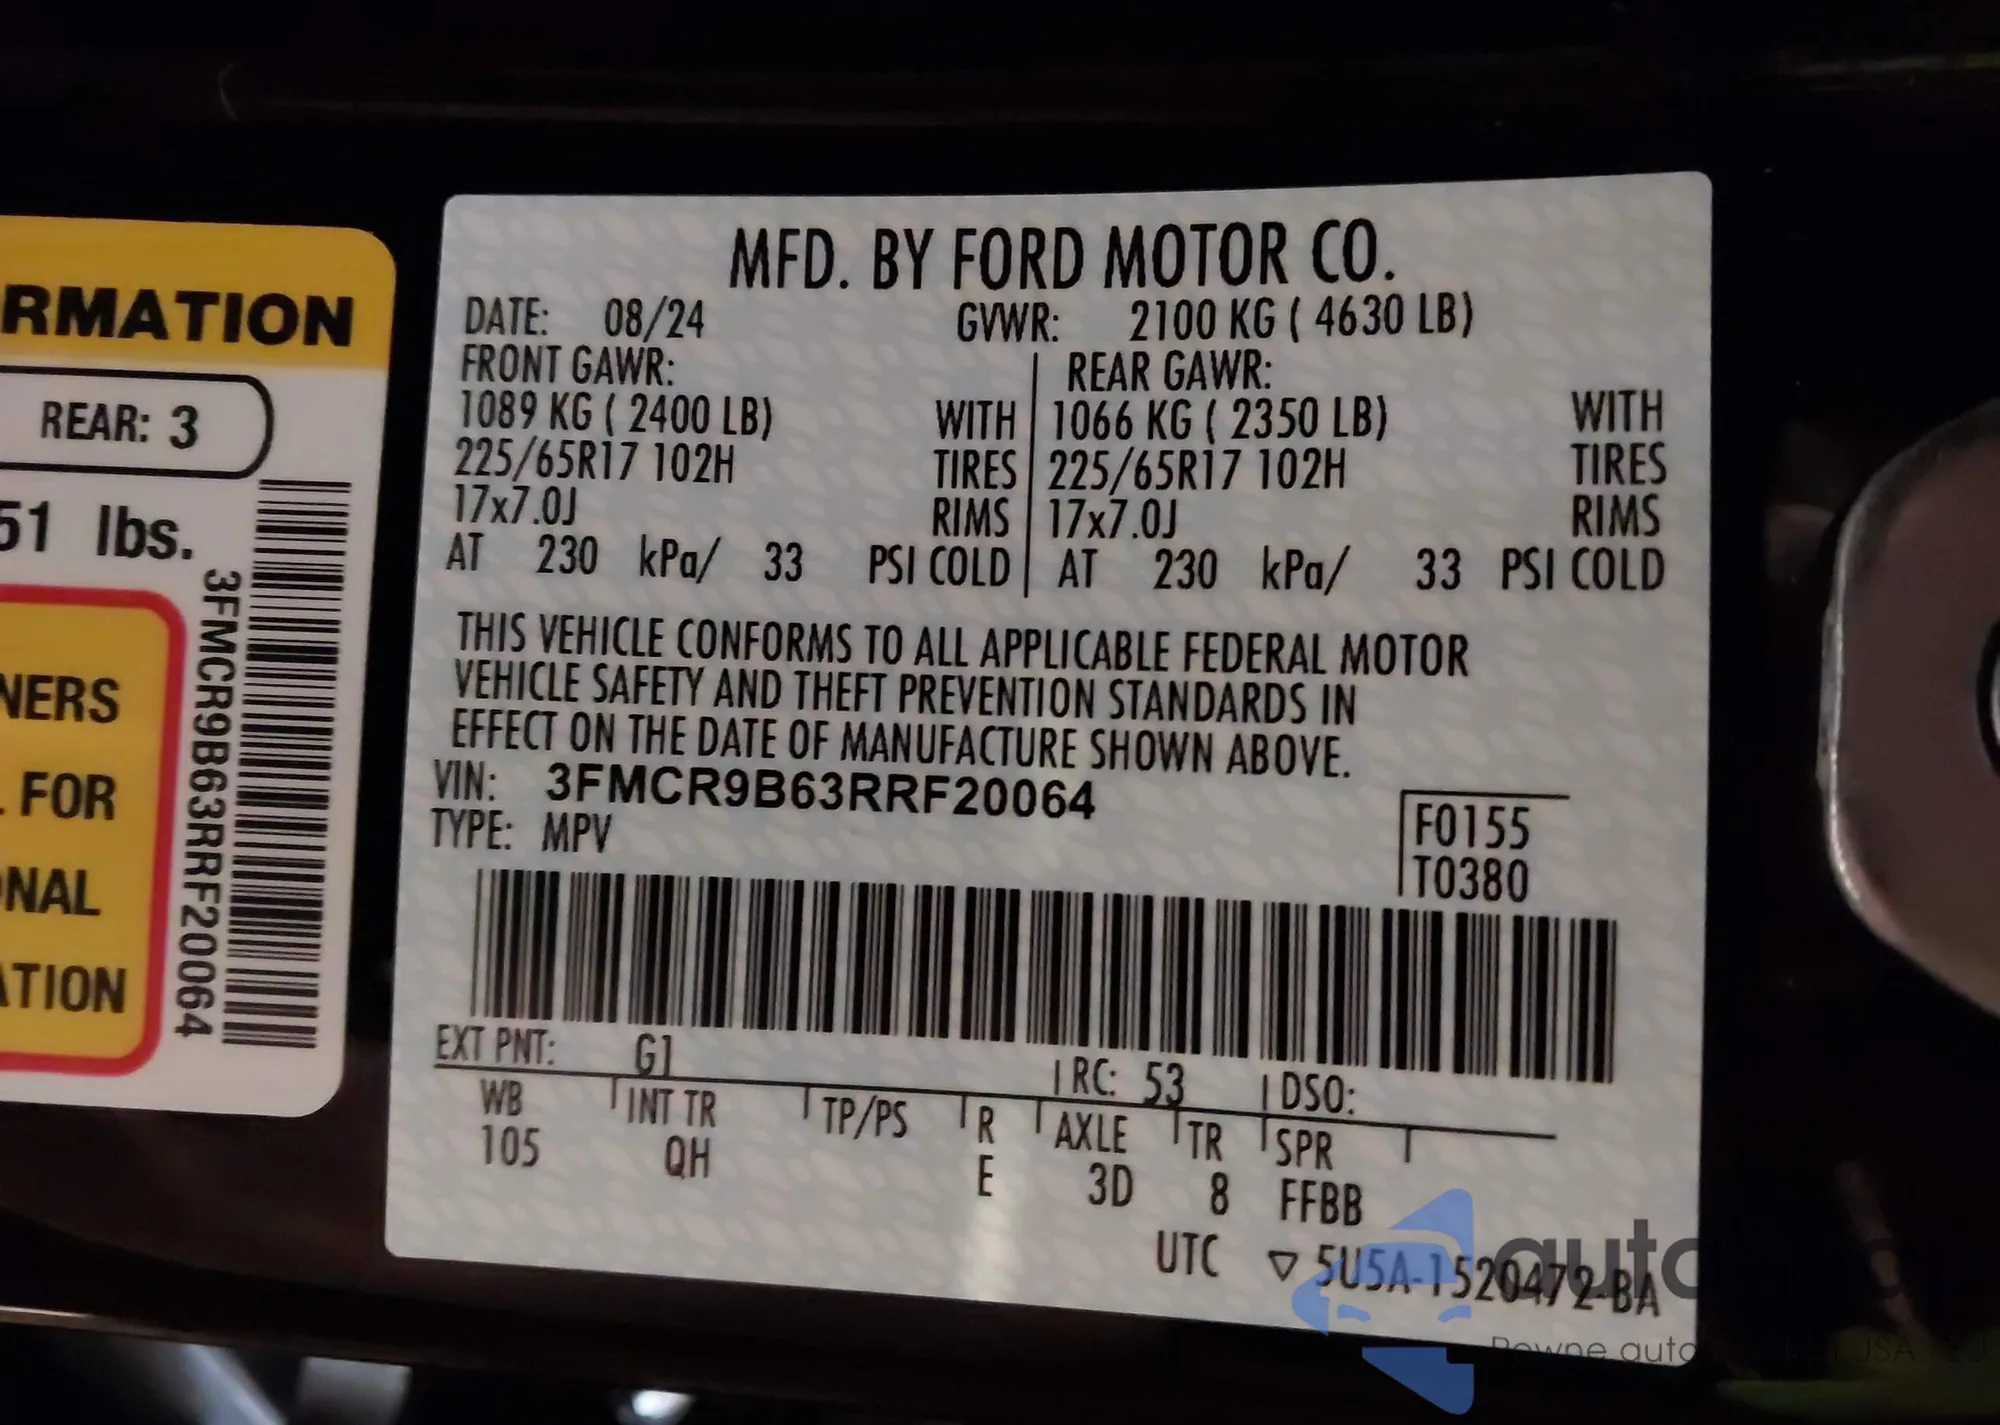 RMATION
REAR: 3
51 lbs.
NERS
FOR
NAL
ATION
3FMCR9B63RRF20064
MFD. BY FORD MOTOR CO.
DATE: 08/24 GVWR: 2100 KG ( 4630 LB)
FRONT GAWR: REAR GAWR:
1089 KG ( 2400 LB) WITH 1066 KG ( 2350 LB) WITH
225/65R17 102H TIRES 225/65R17 102H TIRES
17x7.0J RIMS 17x7.0J RIMS
AT 230 kPa/ 33 PSI COLD AT 230 kPa/ 33 PSI COLD
THIS VEHICLE CONFORMS TO ALL APPLICABLE FEDERAL MOTOR
VEHICLE SAFETY AND THEFT PREVENTION STANDARDS IN
EFFECT ON THE DATE OF MANUFACTURE SHOWN ABOVE.
VIN: 3FMCR9B63RRF20064
TYPE: MPV
F0155
T0380
EXT PNT: G1 RC: 53 DSO:
WB INT TR TP/PS R AXLE TR SPR
105 QH E 3D 8 FFBB
UTC ▽ 5U5A-1520472-BA